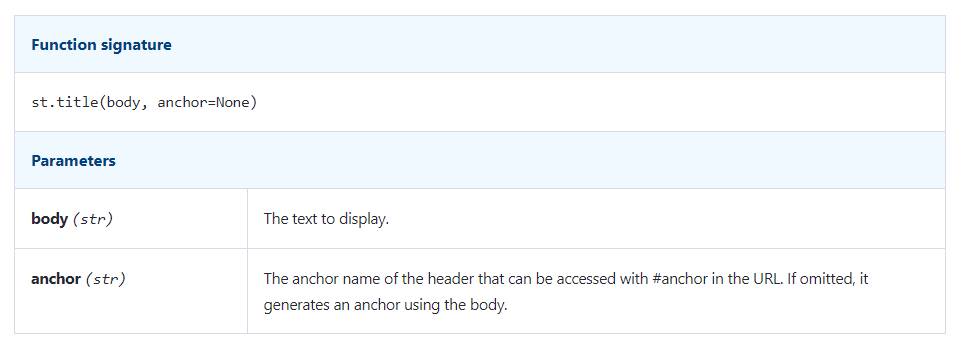 Function signature
st.title(body, anchor=None)
Parameters
body (str)
The text to display.
anchor (str)
The anchor name of the header that can be accessed with #anchor in the URL. If omitted, it
generates an anchor using the body.